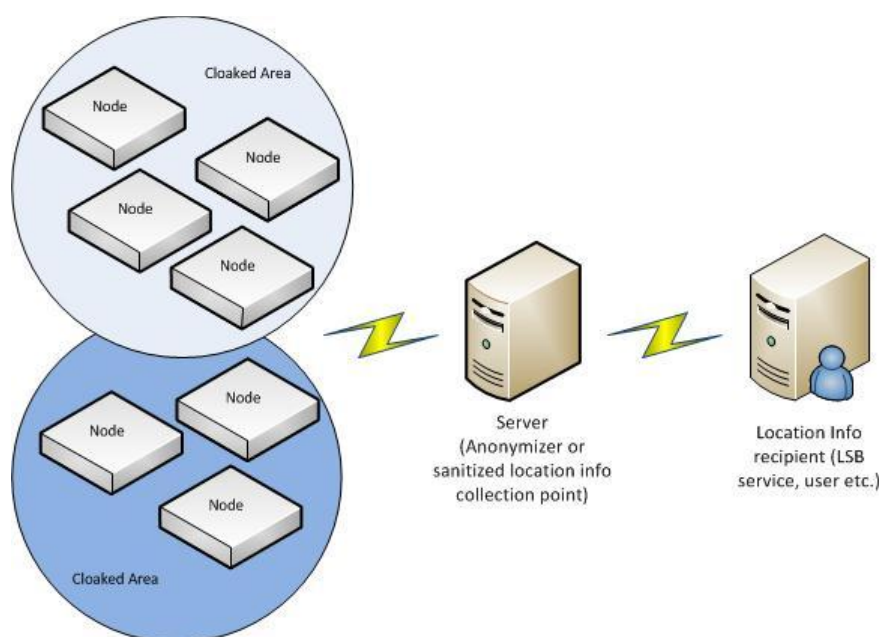 Cloaked Area
Node
Node
Node
Node
Node
Node
Node
Cloaked Area
Server
(Anonymizer or
sanitized location info
collection point)
Location Info
recipient (LSB
service, user etc.)